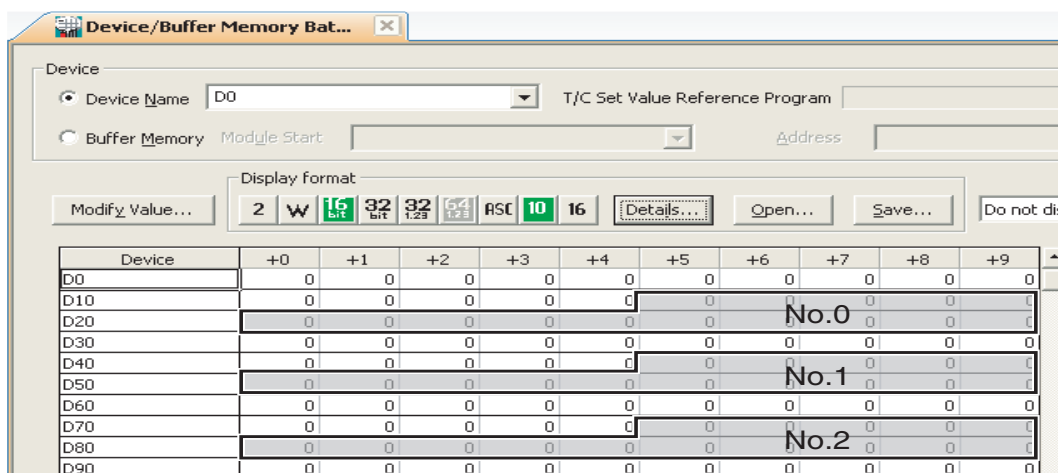 Device/Buffer Memory Bat...
Device
Device Name D0 T/C Set Value Reference Program
Buffer Memory Module Start Address
Display format
Modify Value... 2 W 16 bit 32 bit 32 1.23 64 1.23 ASC 10 16 Details... Open... Save... Do not di
Device +0 +1 +2 +3 +4 +5 +6 +7 +8 +9
D0 0 0 0 0 0 0 0 0 0 0
D10 0 0 0 0 0 0 0 0 0 0
No.0
D20 0 0 0 0 0 0 0 0 0 0
D30 0 0 0 0 0 0 0 0 0 0
D40 0 0 0 0 0 0 0 0 0 0
No.1
D50 0 0 0 0 0 0 0 0 0 0
D60 0 0 0 0 0 0 0 0 0 0
D70 0 0 0 0 0 0 0 0 0 0
No.2
D80 0 0 0 0 0 0 0 0 0 0
D90 0 0 0 0 0 0 0 0 0 0